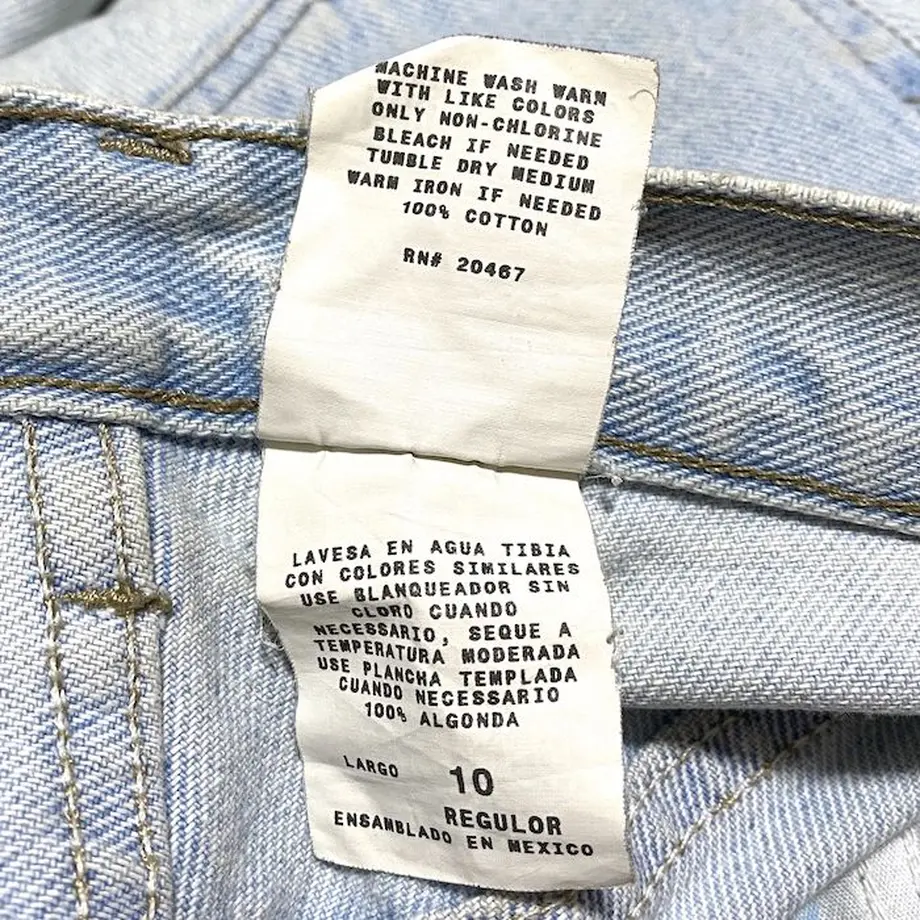 MACHINE WASH WARM
WITH LIKE COLORS
ONLY NON-CHLORINE
BLEACH IF NEEDED
TUMBLE DRY MEDIUM
WARM IRON IF NEEDED
100% COTTON
RN# 20467
LAVESA EN AGUA TIBIA
CON COLORES SIMILARES
USE BLANQUEADOR SIN
CLORO CUANDO
NECESSARIO, SEQUE A
TEMPERATURA MODERADA
USE PLANCHA TEMPLADA
CUANDO NECESSARIO
100% ALGONDA
LARGO 10
REGULOR
ENSAMBLADO EN MEXICO